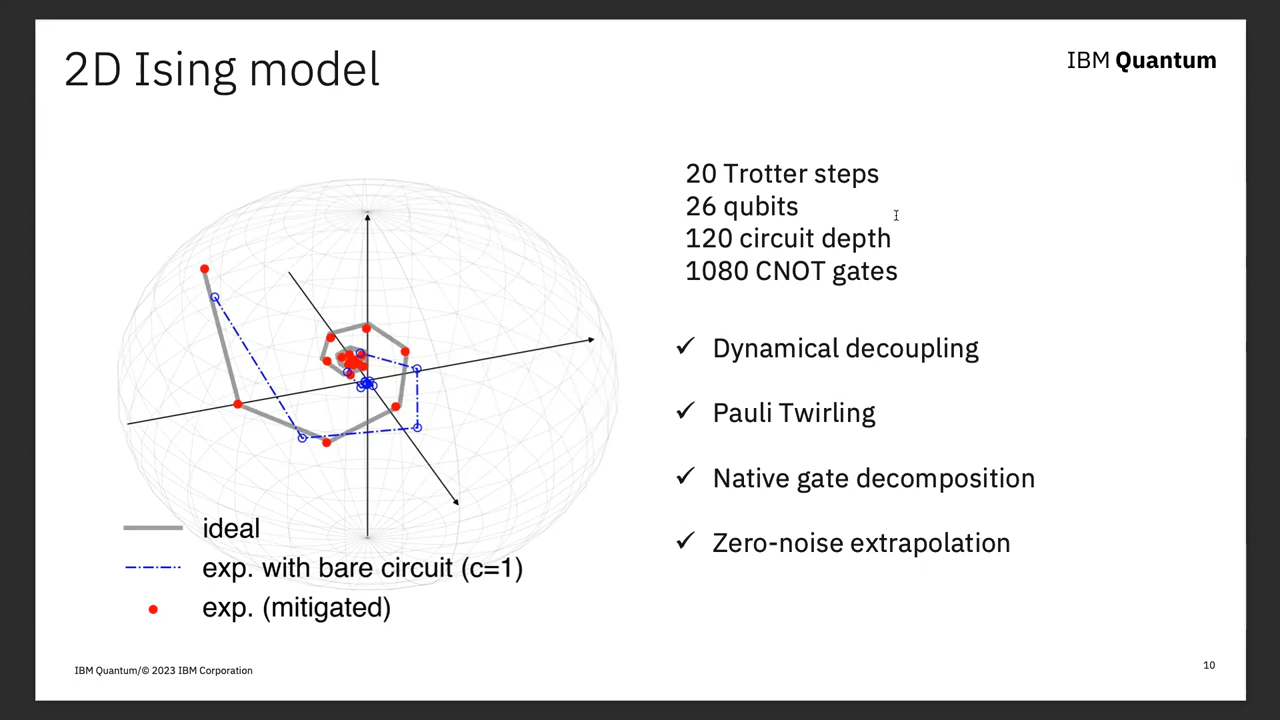 2D Ising model
IBM Quantum
20 Trotter steps
26 qubits
120 circuit depth
1080 CNOT gates
✓ Dynamical decoupling
✓ Pauli Twirling
✓ Native gate decomposition
✓ Zero-noise extrapolation
ideal
exp. with bare circuit (c=1)
exp. (mitigated)
IBM Quantum/© 2023 IBM Corporation
10